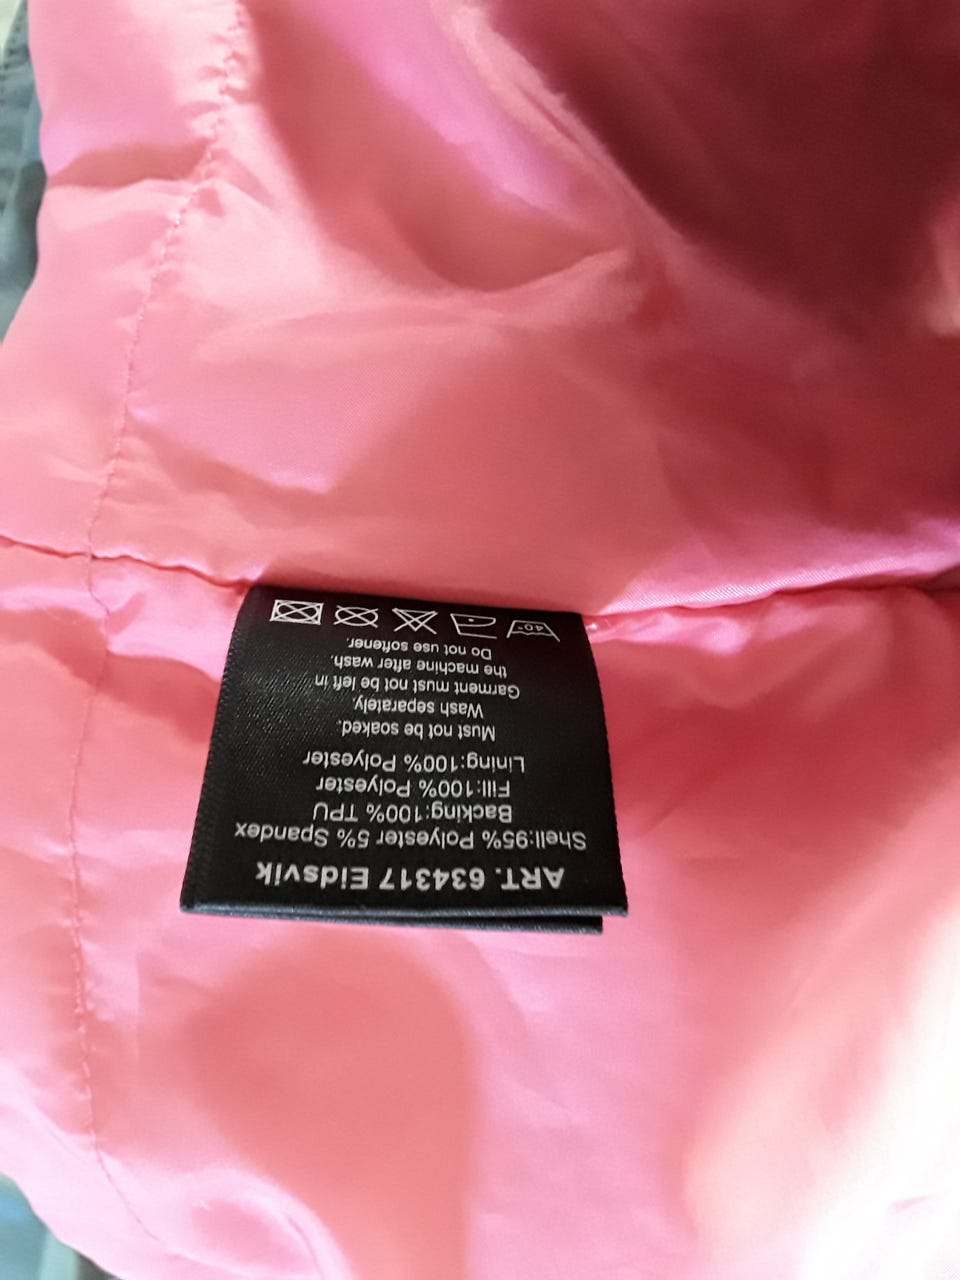 ART. 634317 Eidsvik
Shell:95% Polyester 5% Spandex
Backing:100% TPU
Fill:100% Polyester
Lining:100% Polyester
Must not be soaked.
Wash separately.
Garment must not be left in
the machine after wash.
Do not use softener.
40°